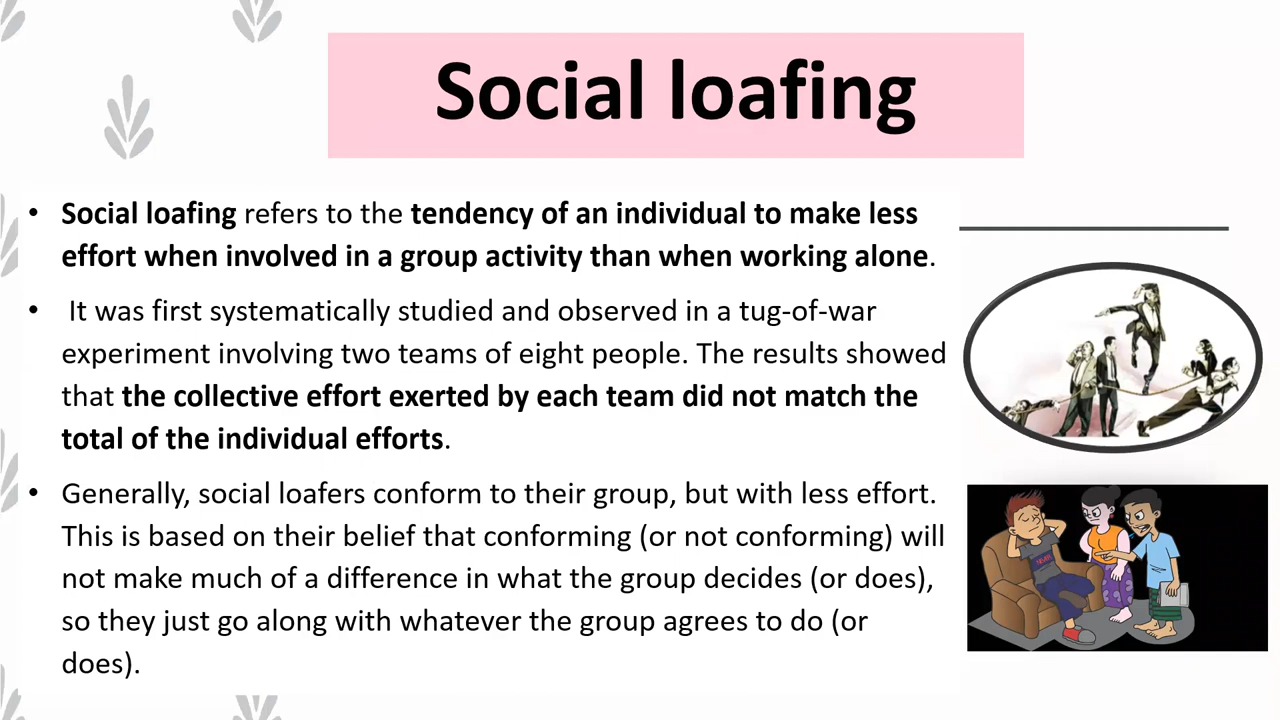 Social loafing
• Social loafing refers to the tendency of an individual to make less
effort when involved in a group activity than when working alone.
• It was first systematically studied and observed in a tug-of-war
experiment involving two teams of eight people. The results showed
that the collective effort exerted by each team did not match the
total of the individual efforts.
• Generally, social loafers conform to their group, but with less effort.
This is based on their belief that conforming (or not conforming) will
not make much of a difference in what the group decides (or does),
so they just go along with whatever the group agrees to do (or
does).